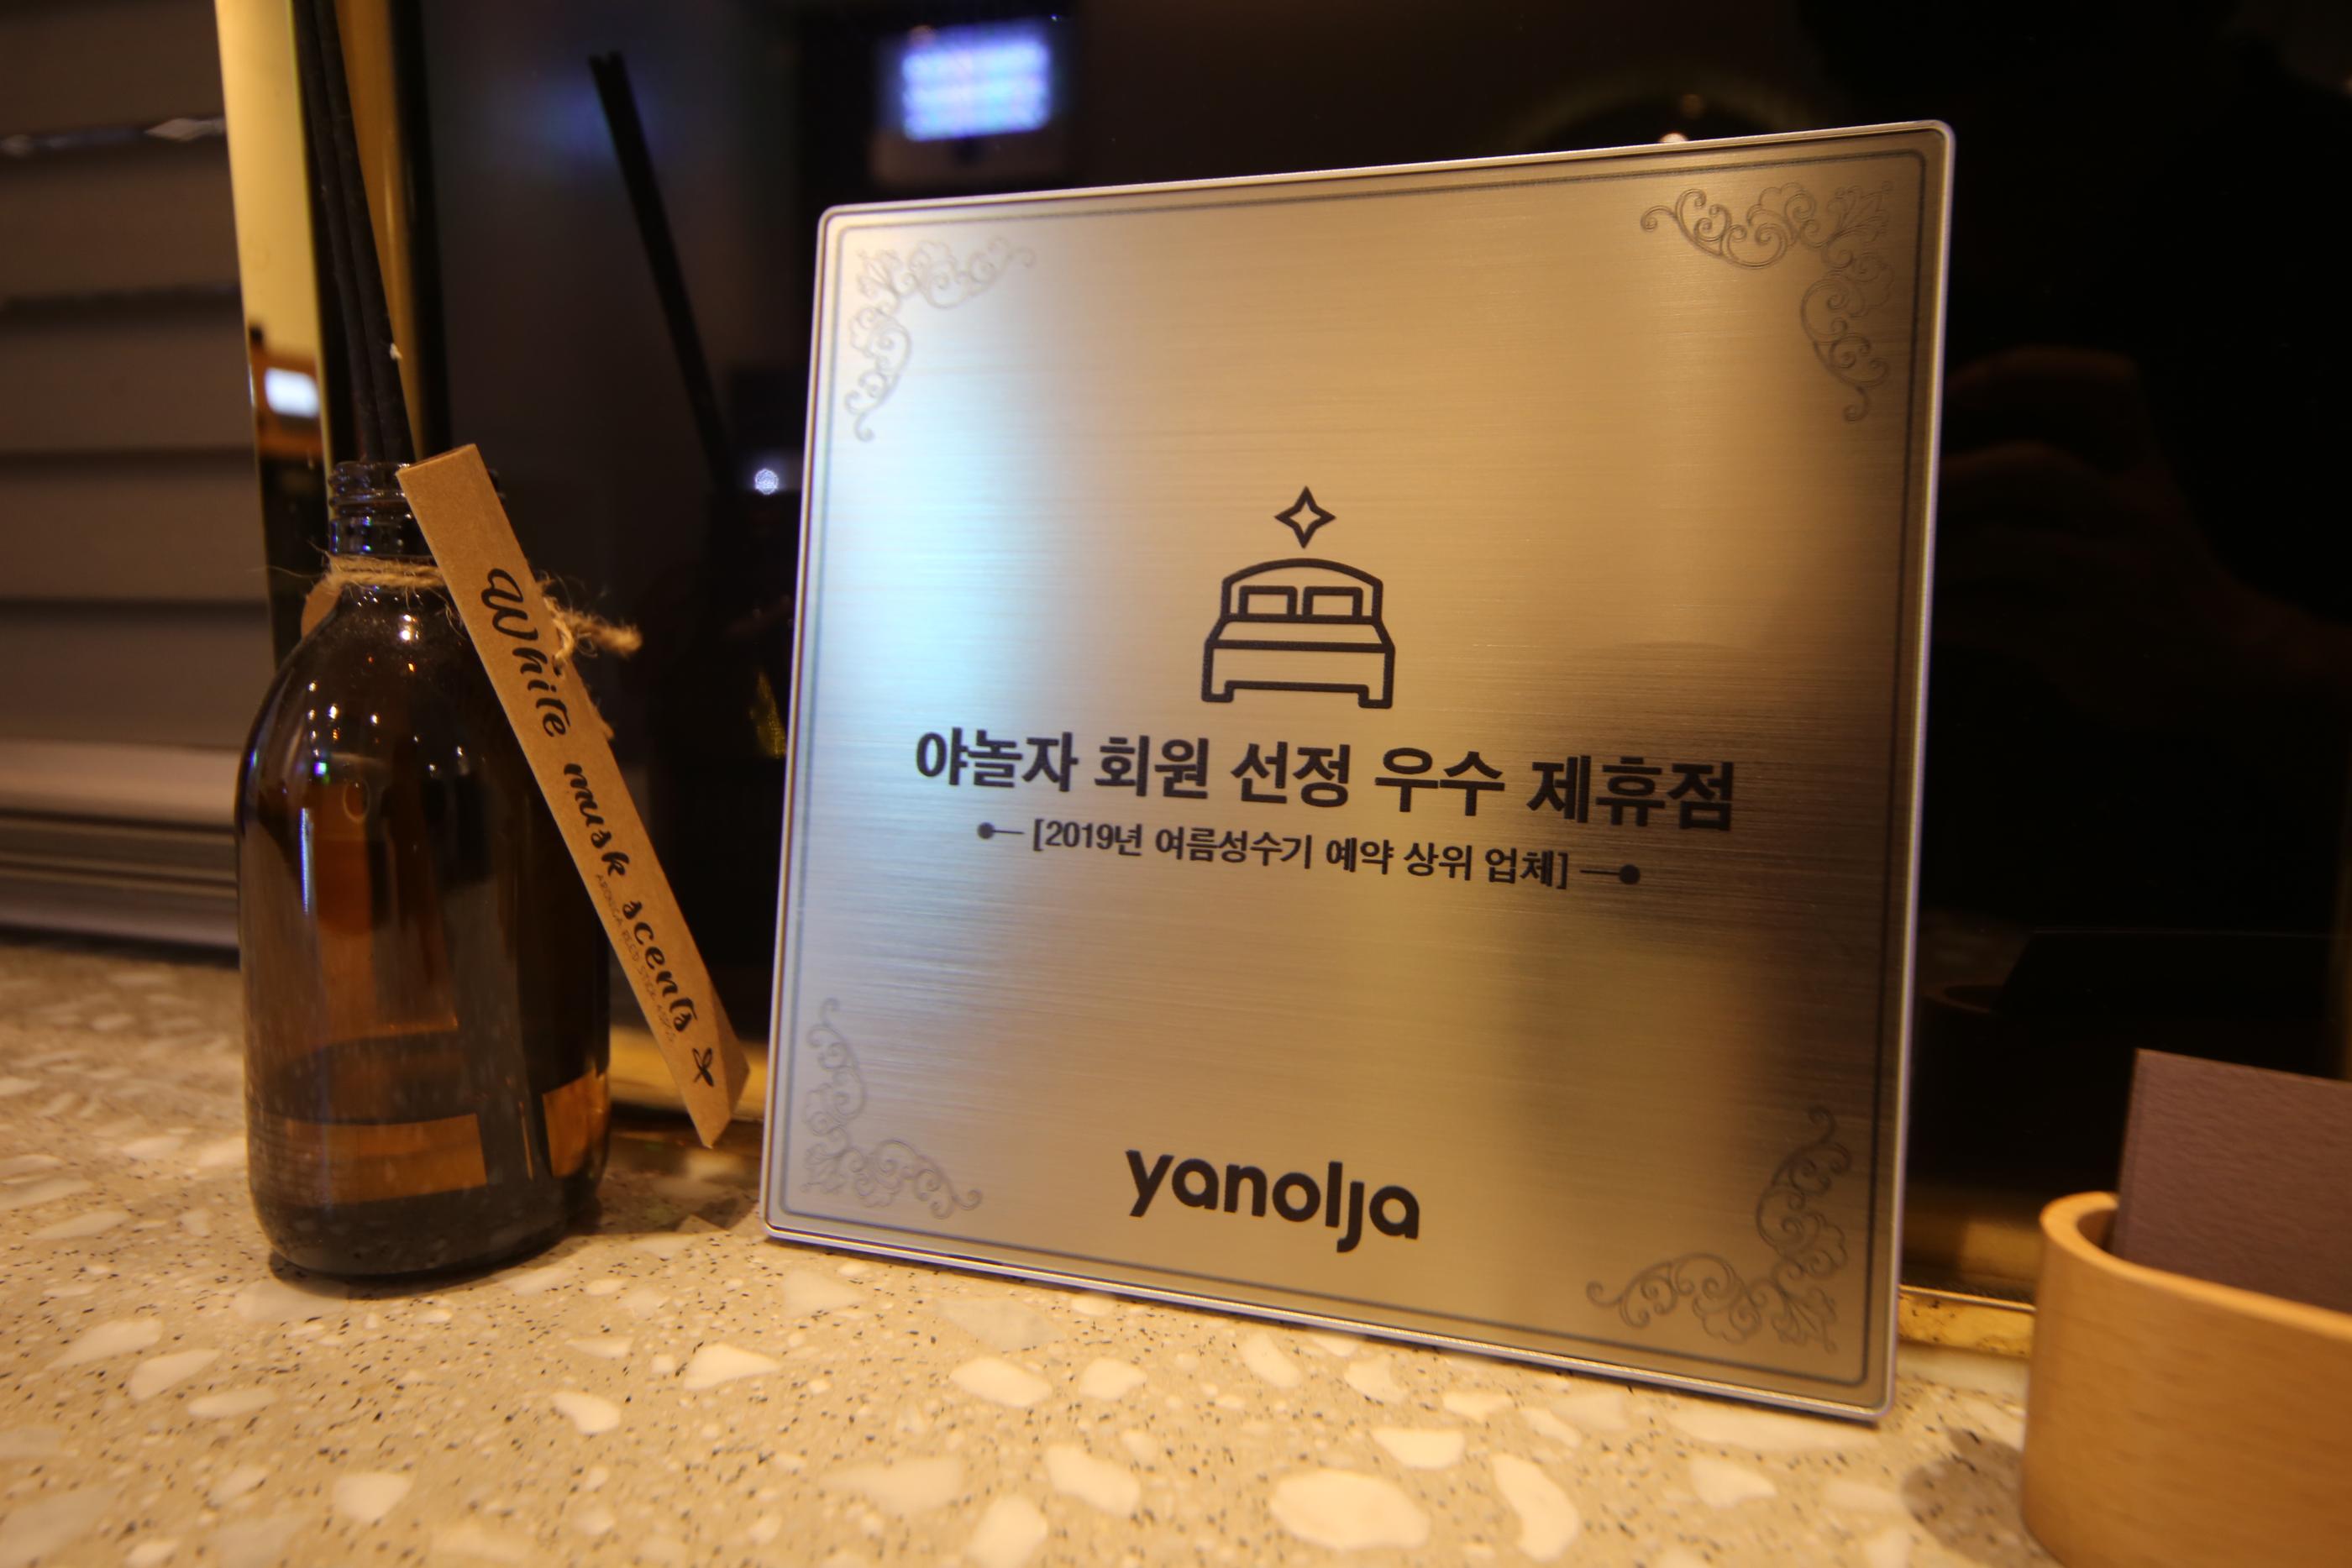 White musk scents
야놀자 회원 선정 우수 제휴점
[2019년 여름성수기 예약 상위 업체]
yanolja